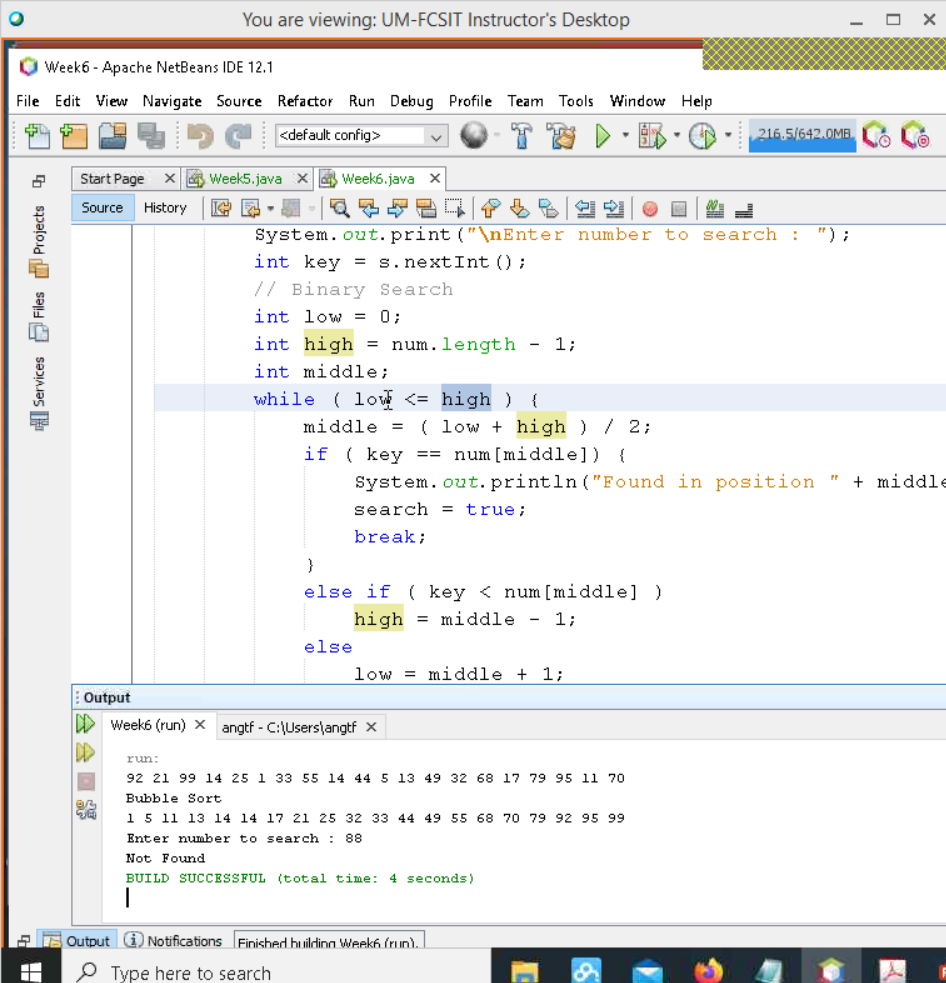 You are viewing: UM-FCSIT Instructor's Desktop
Week6 - Apache NetBeans IDE 12.1
File Edit View Navigate Source Refactor Run Debug Profile Team Tools Window Help
<default config>
216.5/642.0MB
Start Page
Week5.java
Week6.java
Source History
Projects
Files
Services
System.out.print("\nEnter number to search : ");
int key = s.nextInt();
// Binary Search
int low = 0;
int high = num.length - 1;
int middle;
while ( low <= high ) {
middle = ( low + high ) / 2;
if ( key == num[middle]) {
System.out.println("Found in position " + middle
search = true;
break;
}
else if ( key < num[middle] )
high = middle - 1;
else
low = middle + 1;
Output
Week6 (run)
angtf - C:\Users\angtf
run:
92 21 99 14 25 1 33 55 14 44 5 13 49 32 68 17 79 95 11 70
Bubble Sort
1 5 11 13 14 14 17 21 25 32 33 44 49 55 68 70 79 92 95 99
Enter number to search : 88
Not Found
BUILD SUCCESSFUL (total time: 4 seconds)
Output
Notifications
Finished building Week6 (run).
Type here to search